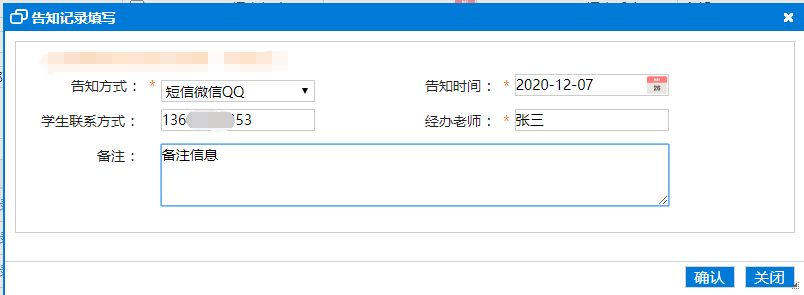 告知记录填写
告知方式： * 短信微信QQ 告知时间： * 2020-12-07
学生联系方式： 136 53 经办老师： * 张三
备注： 备注信息
确认 关闭